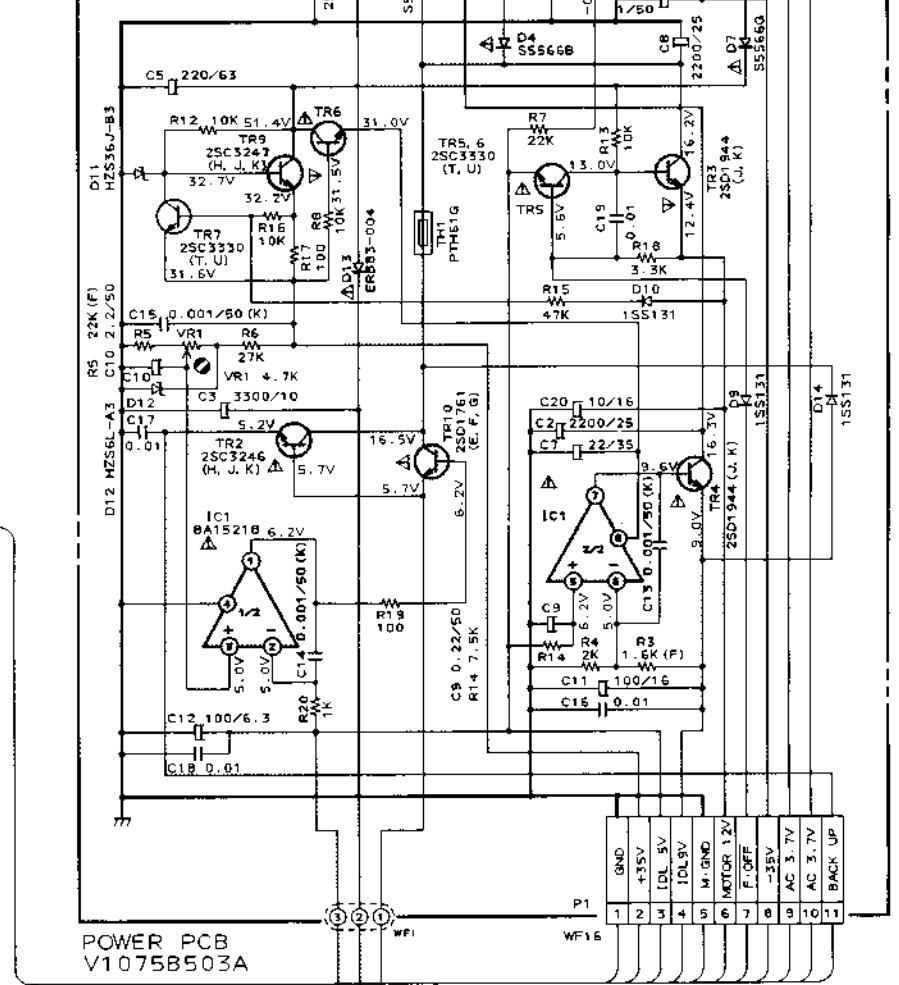 1/50
D4
S5566B
C8
2200/25
D7
S5566G
C5 220/63
D11
HZS36J-B3
R12 10K
51.4V
TR6
31.0V
TR9
2SC3247
(H, J, K)
32.7V
32.2V
31.5V
R8
10K
R16
10K
TR7
2SC3330
(T, U)
31.6V
R17
100
D13
ERB83-004
TH1
PTH61G
TR5, 6
2SC3330
(T, U)
R7
22K
R13
10K
16.2V
TR3
2SD1944
(J, K)
13.0V
TR5
5.6V
C19
0.01
12.4V
R18
3.3K
R15
47K
D10
1SS131
R5 22K (F)
C10 2.2/50
C15 0.001/50 (K)
R5
VR1
R6
27K
C10
VR1 4.7K
D12
C3 3300/10
C17
0.01
D12 HZS6L-A3
5.2V
TR2
2SC3246
(H, J, K)
5.7V
16.5V
5.7V
TR10
2SD1761
(E, F, G)
6.2V
C20 10/16
C2 2200/25
C7 22/35
D9
1SS131
D14
1SS131
16.3V
9.6V
TR4
2SD1944 (J, K)
9.0V
IC1
7
8
2/2
+
-
5
6
C13 0.001/50 (K)
IC1
BA15218
6.2V
1
4
1/2
+
-
3
2
5.0V
5.0V
C14 0.001/50 (K)
R19
100
R20
1K
C9 0.22/50
R14 7.5K
C9
6.2V
5.0V
R14
R4
2K
R3
1.6K (F)
C11 100/16
C16 0.01
C12 100/6.3
C18 0.01
GND
+35V
IDL 5V
IDL 9V
M·GND
MOTOR 12V
F·OFF
-35V
AC 3.7V
AC 3.7V
BACK UP
P1
1 2 3 4 5 6 7 8 9 10 11
WF16
3 2 1
WF1
POWER PCB
V1075B503A